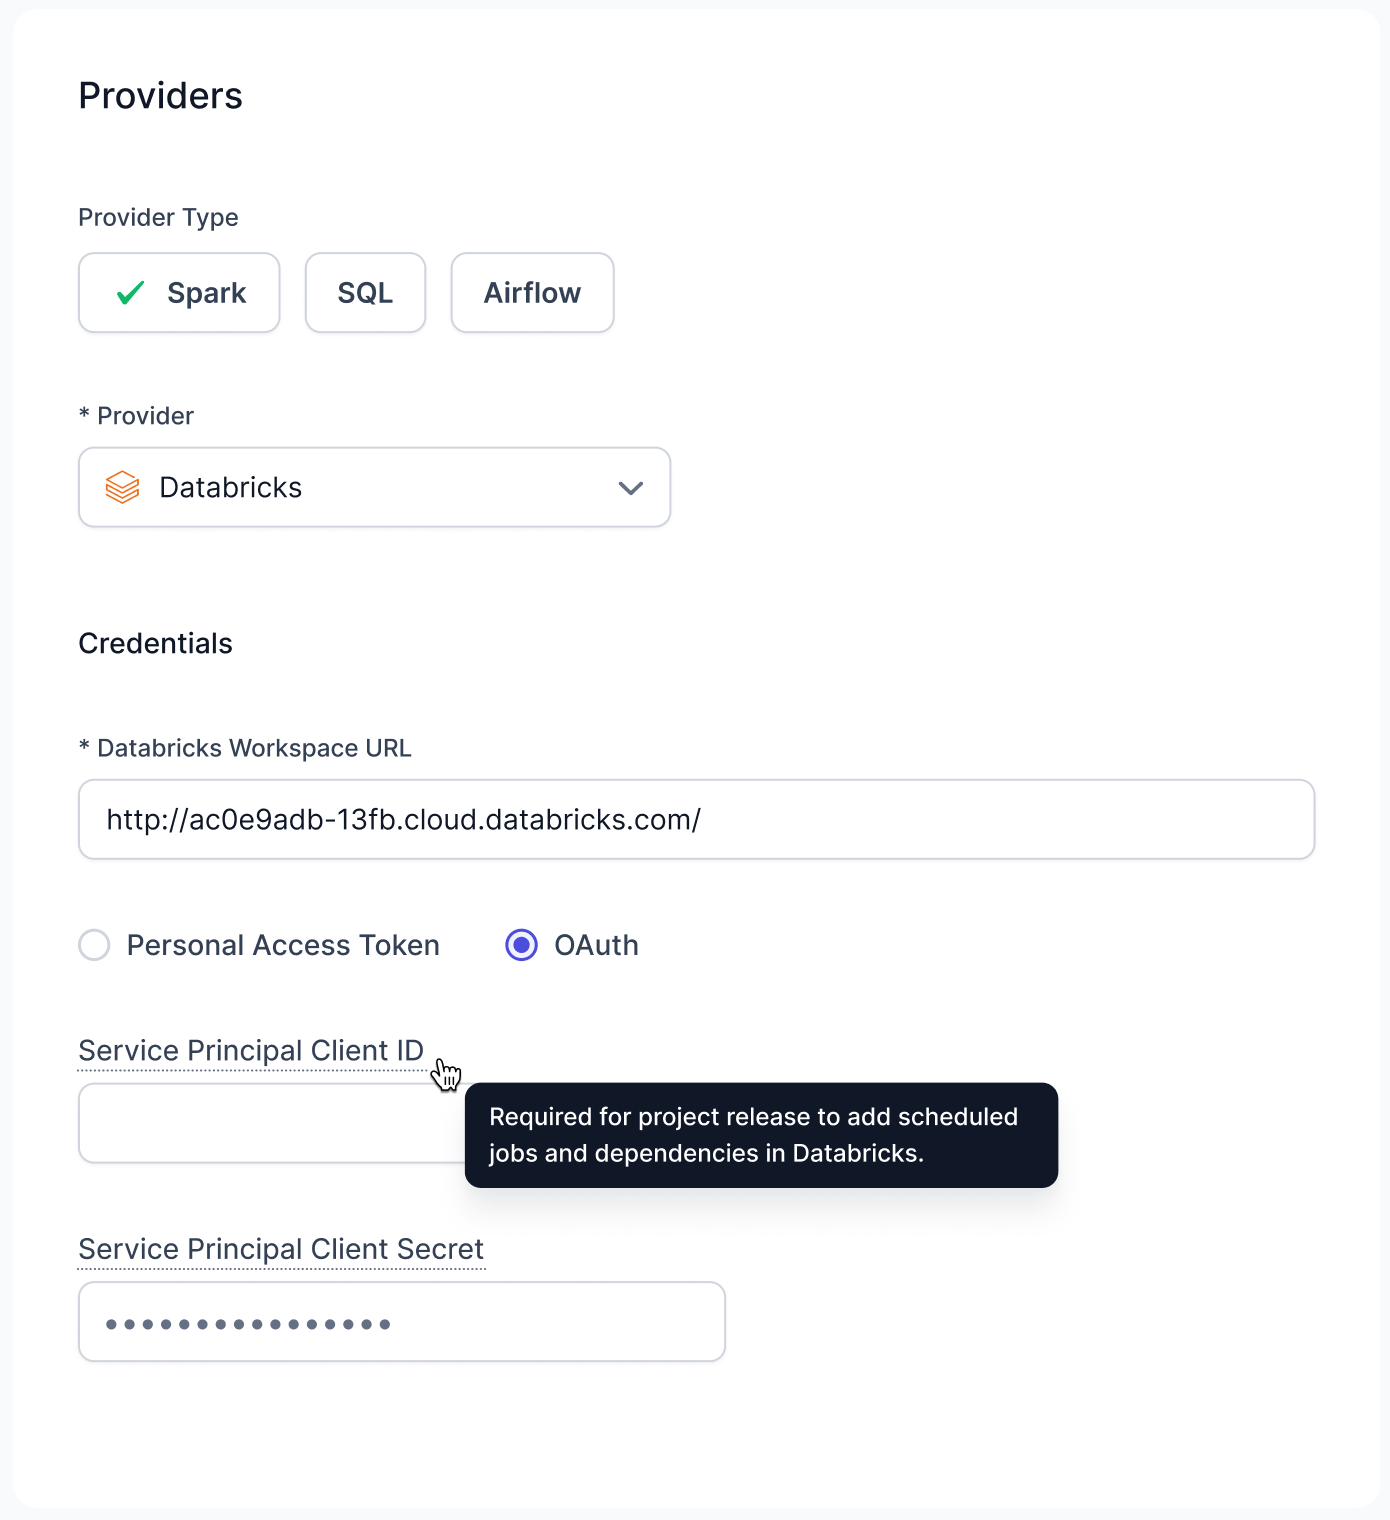 Providers
Provider Type
Spark SQL Airflow
* Provider
Databricks
Credentials
* Databricks Workspace URL
http://ac0e9adb-13fb.cloud.databricks.com/
Personal Access Token OAuth
Service Principal Client ID
Required for project release to add scheduled
jobs and dependencies in Databricks.
Service Principal Client Secret
••••••••••••••••